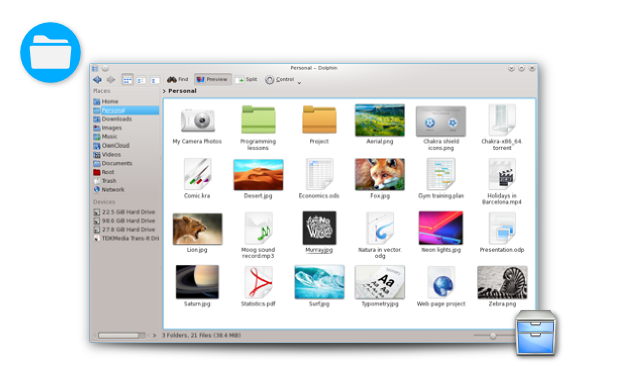 Personal – Dolphin
Find Preview Split Control
Places
> Personal
Home
Personal
Downloads
Images
Music
OwnCloud
Videos
Documents
Root
Trash
Network
Devices
22.5 GiB Hard Drive
98.6 GiB Hard Drive
27.6 GiB Hard Drive
TEKMedia Trans-It Dri
My Camera Photos
Programming
lessons
Project
Aerial.png
Chakra shield
icons.png
Chakra-x86_64.
torrent
Comic.kra
Desert.jpg
Economics.ods
Fox.jpg
Gym training.plan
Holidays in
Barcelona.mp4
Lion.jpg
Moog sound
record.mp3
Murray.jpg
Natura in vector.
odg
Neon lights.jpg
Presentation.odp
Saturn.jpg
Statistics.pdf
Surf.jpg
Typometry.jpg
Web page project
Zebra.png
3 Folders, 21 Files (38.4 MiB)